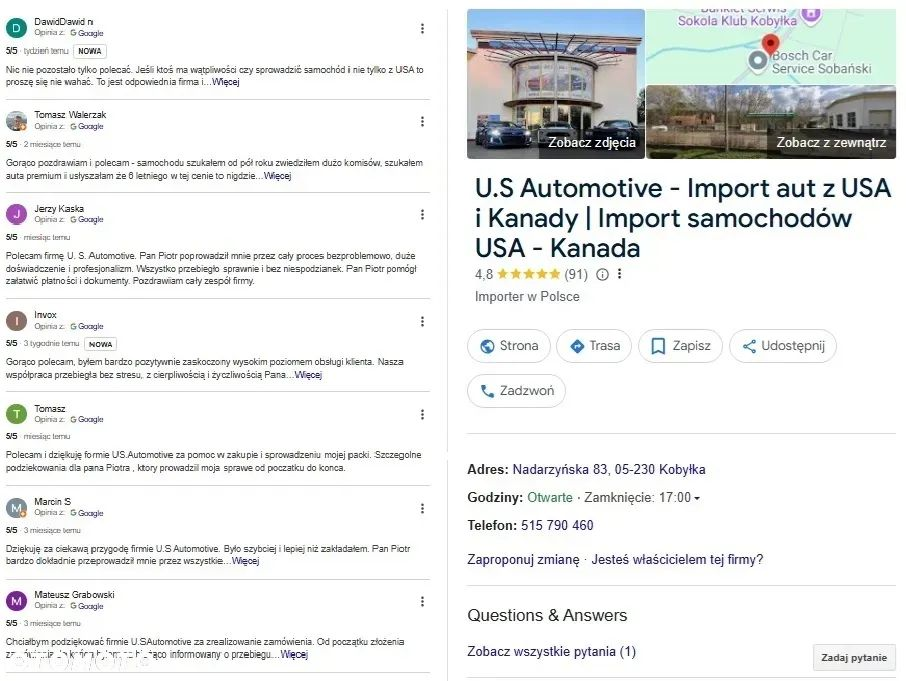 DawidDawid n
Opinia z: Google
5/5 · tydzień temu NOWA
Nic nie pozostało tylko polecać. Jeśli ktoś ma wątpliwości czy sprowadzić samochód i nie tylko z USA to
proszę się nie wahać. To jest odpowiednia firma i…Więcej
Tomasz Walerzak
Opinia z: Google
5/5 · 2 miesiące temu
Gorąco pozdrawiam i polecam - samochodu szukałem od pół roku zwiedziłem dużo komisów, szukałem
auta premium i usłyszałam że 6 letniego w tej cenie to nigdzie…Więcej
J
Jerzy Kaska
Opinia z: Google
5/5 · miesiąc temu
Polecam firmę U. S. Automotive. Pan Piotr poprowadził mnie przez cały proces bezproblemowo, duże
doświadczenie i profesjonalizm. Wszystko przebiegło sprawnie i bez niespodzianek. Pan Piotr pomógł
załatwić płatności i dokumenty. Pozdrawiam cały zespół firmy.
I
Invox
Opinia z: Google
5/5 · 3 tygodnie temu NOWA
Gorąco polecam, byłem bardzo pozytywnie zaskoczony wysokim poziomem obsługi klienta. Nasza
współpraca przebiegła bez stresu, z cierpliwością i życzliwością Pana…Więcej
T
Tomasz
Opinia z: Google
5/5 · miesiąc temu
Polecam i dziękuję formie US.Automotive za pomoc w zakupie i sprowadzeniu mojej packi. Szczególne
podziękowania dla pana Piotra , ktory prowadzil moja sprawe od początku do konca.
M
Marcin S
Opinia z: Google
5/5 · 3 miesiące temu
Dziękuję za ciekawą przygodę firmie U.S Automotive. Było szybciej i lepiej niż zakładałem. Pan Piotr
bardzo dokładnie przeprowadził mnie przez wszystkie…Więcej
M
Mateusz Grabowski
Opinia z: Google
5/5 · 3 miesiące temu
Chciałbym podziękować firmie U.SAutomotive za zrealizowanie zamówienia. Od początku złożenia
zamówienia do końca byłem na bieżąco informowany o przebiegu…Więcej
Bankiet Serwis
Sokola Klub Kobyłka
Bosch Car
Service Sobański
Zobacz zdjęcia
Zobacz z zewnątrz
U.S Automotive - Import aut z USA
i Kanady | Import samochodów
USA - Kanada
4,8 ★★★★★ (91)
Importer w Polsce
Strona
Trasa
Zapisz
Udostępnij
Zadzwoń
Adres: Nadarzyńska 83, 05-230 Kobyłka
Godziny: Otwarte · Zamknięcie: 17:00
Telefon: 515 790 460
Zaproponuj zmianę · Jesteś właścicielem tej firmy?
Questions & Answers
Zobacz wszystkie pytania (1)
Zadaj pytanie